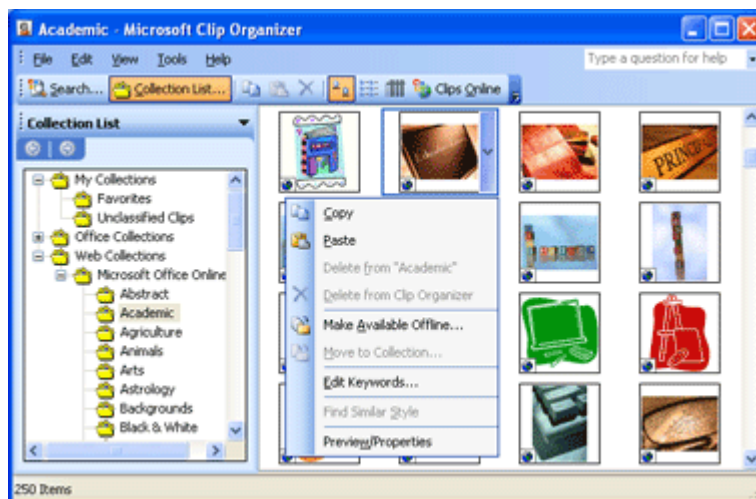 Academic - Microsoft Clip Organizer
File Edit View Tools Help
Type a question for help
Search... Collection List... Clips Online
Collection List
My Collections
Favorites
Unclassified Clips
Office Collections
Web Collections
Microsoft Office Online
Abstract
Academic
Agriculture
Animals
Arts
Astrology
Backgrounds
Black & White
PRINCIPAL
Copy
Paste
Delete from "Academic"
Delete from Clip Organizer
Make Available Offline...
Move to Collection...
Edit Keywords...
Find Similar Style
Preview/Properties
250 Items